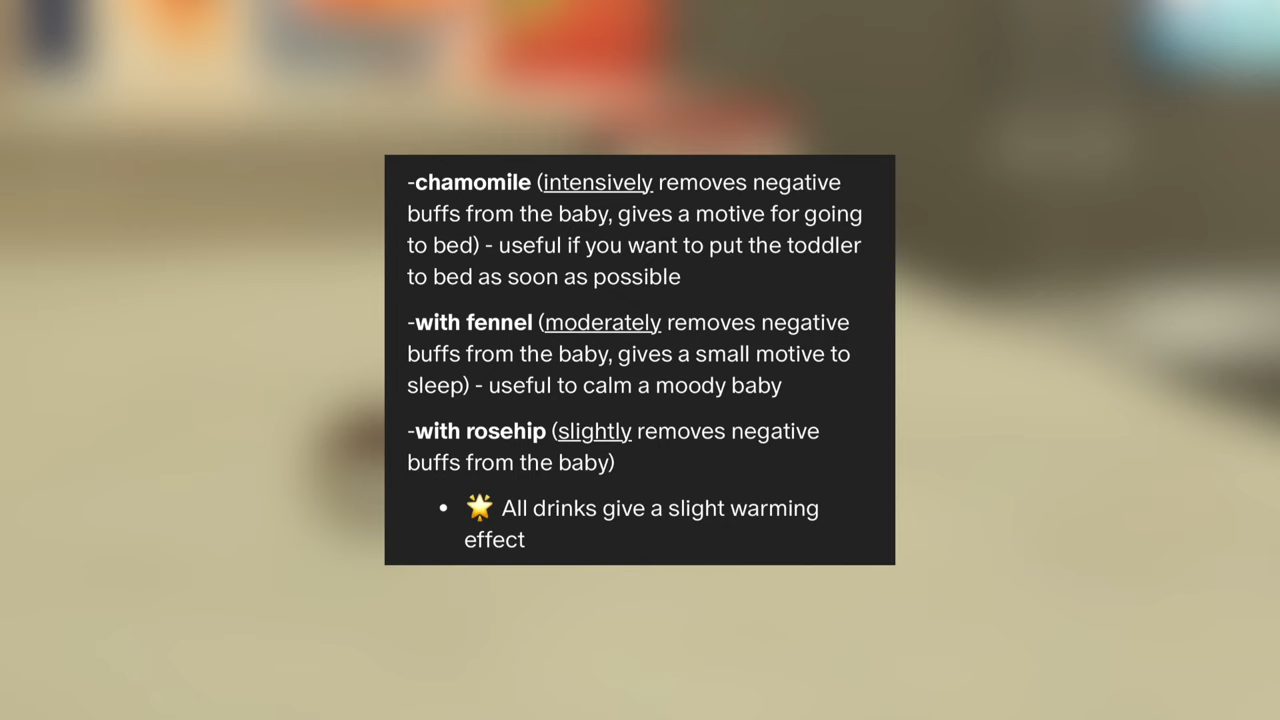 -chamomile (intensively removes negative
buffs from the baby, gives a motive for going
to bed) - useful if you want to put the toddler
to bed as soon as possible
-with fennel (moderately removes negative
buffs from the baby, gives a small motive to
sleep) - useful to calm a moody baby
-with rosehip (slightly removes negative
buffs from the baby)
• 🌟 All drinks give a slight warming
effect